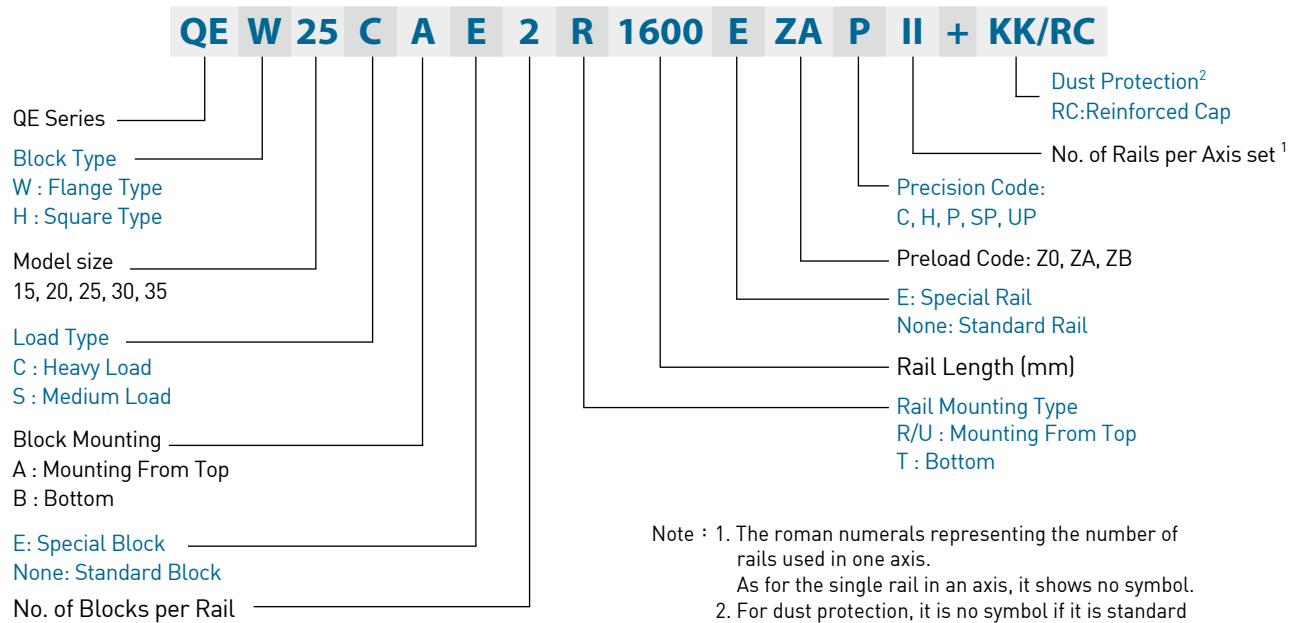 QE W 25 C A E 2 R 1600 E ZA P II + KK/RC
QE Series
Block Type
W : Flange Type
H : Square Type
Model size
15, 20, 25, 30, 35
Load Type
C : Heavy Load
S : Medium Load
Block Mounting
A : Mounting From Top
B : Bottom
E: Special Block
None: Standard Block
No. of Blocks per Rail
Dust Protection2
RC:Reinforced Cap
No. of Rails per Axis set 1
Precision Code:
C, H, P, SP, UP
Preload Code: Z0, ZA, ZB
E: Special Rail
None: Standard Rail
Rail Length (mm)
Rail Mounting Type
R/U : Mounting From Top
T : Bottom
Note : 1. The roman numerals representing the number of
rails used in one axis.
As for the single rail in an axis, it shows no symbol.
2. For dust protection, it is no symbol if it is standard